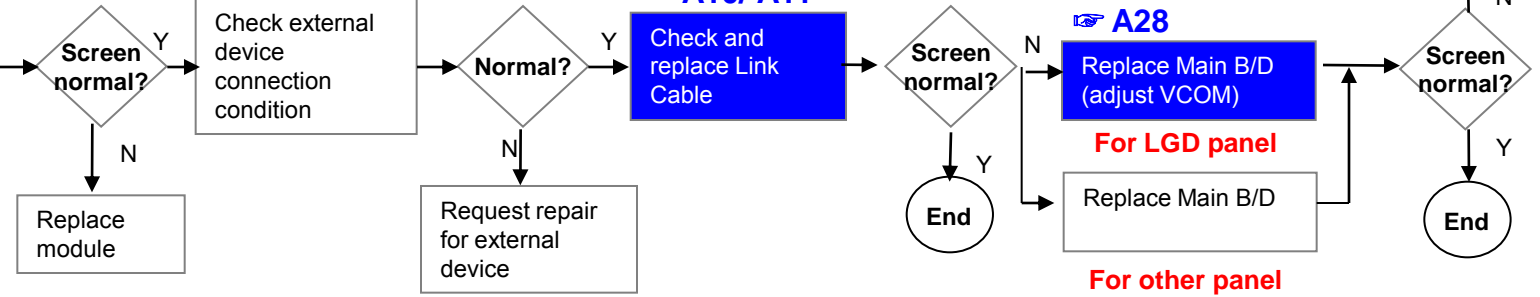 Screen
normal?
Y
N
Replace
module
Check external
device
connection
condition
Normal?
Y
N
Request repair
for external
device
Check and
replace Link
Cable
Screen
normal?
N
Y
End
☞ A28
Replace Main B/D
(adjust VCOM)
For LGD panel
Replace Main B/D
For other panel
Screen
normal?
Y
End